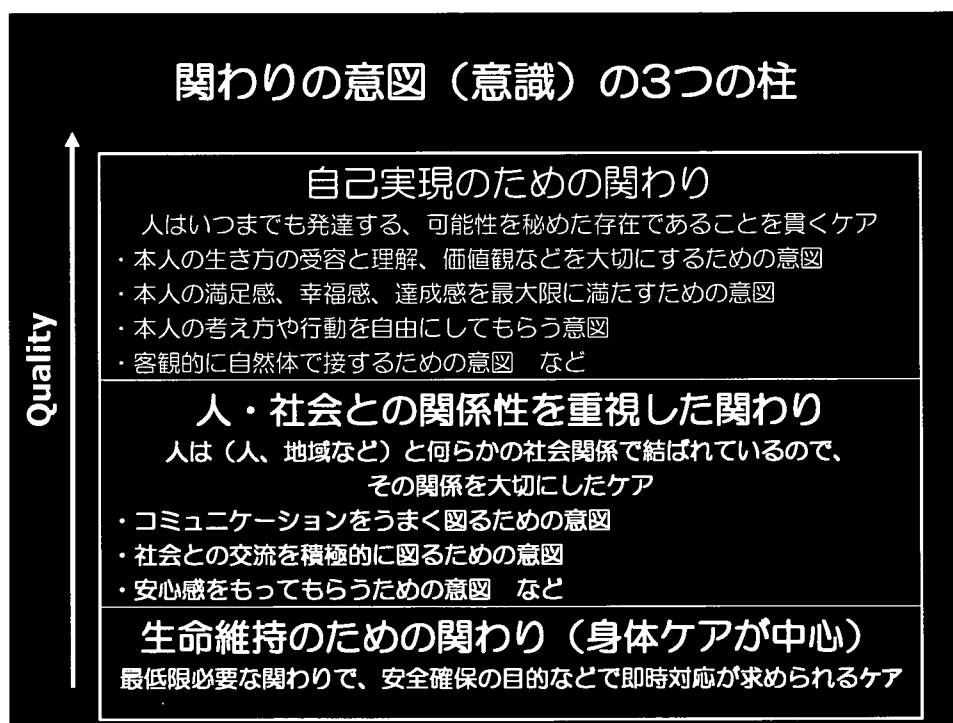 関わりの意図（意識）の3つの柱
自己実現のための関わり
人はいつまでも発達する、可能性を秘めた存在であることを貫くケア
・本人の生き方の受容と理解、価値観などを大切にするための意図
・本人の満足感、幸福感、達成感を最大限に満たすための意図
・本人の考え方や行動を自由にしてもらう意図
・客観的に自然体で接するための意図　など
Quality
人・社会との関係性を重視した関わり
人は（人、地域など）と何らかの社会関係で結ばれているので、
その関係を大切にしたケア
・コミュニケーションをうまく図るための意図
・社会との交流を積極的に図るための意図
・安心感をもってもらうための意図　など
生命維持のための関わり（身体ケアが中心）
最低限必要な関わりで、安全確保の目的などで即時対応が求められるケア